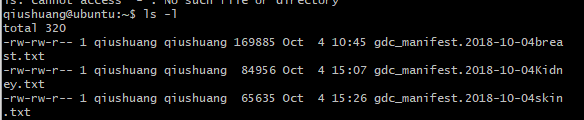 ls: cannot access '-': No such file or directory
qiushuang@ubuntu:~$ ls -l
total 320
-rw-rw-r-- 1 qiushuang qiushuang 169885 Oct  4 10:45 gdc_manifest.2018-10-04brea
st.txt
-rw-rw-r-- 1 qiushuang qiushuang  84956 Oct  4 15:07 gdc_manifest.2018-10-04Kidn
ey.txt
-rw-rw-r-- 1 qiushuang qiushuang  65635 Oct  4 15:26 gdc_manifest.2018-10-04skin
.txt